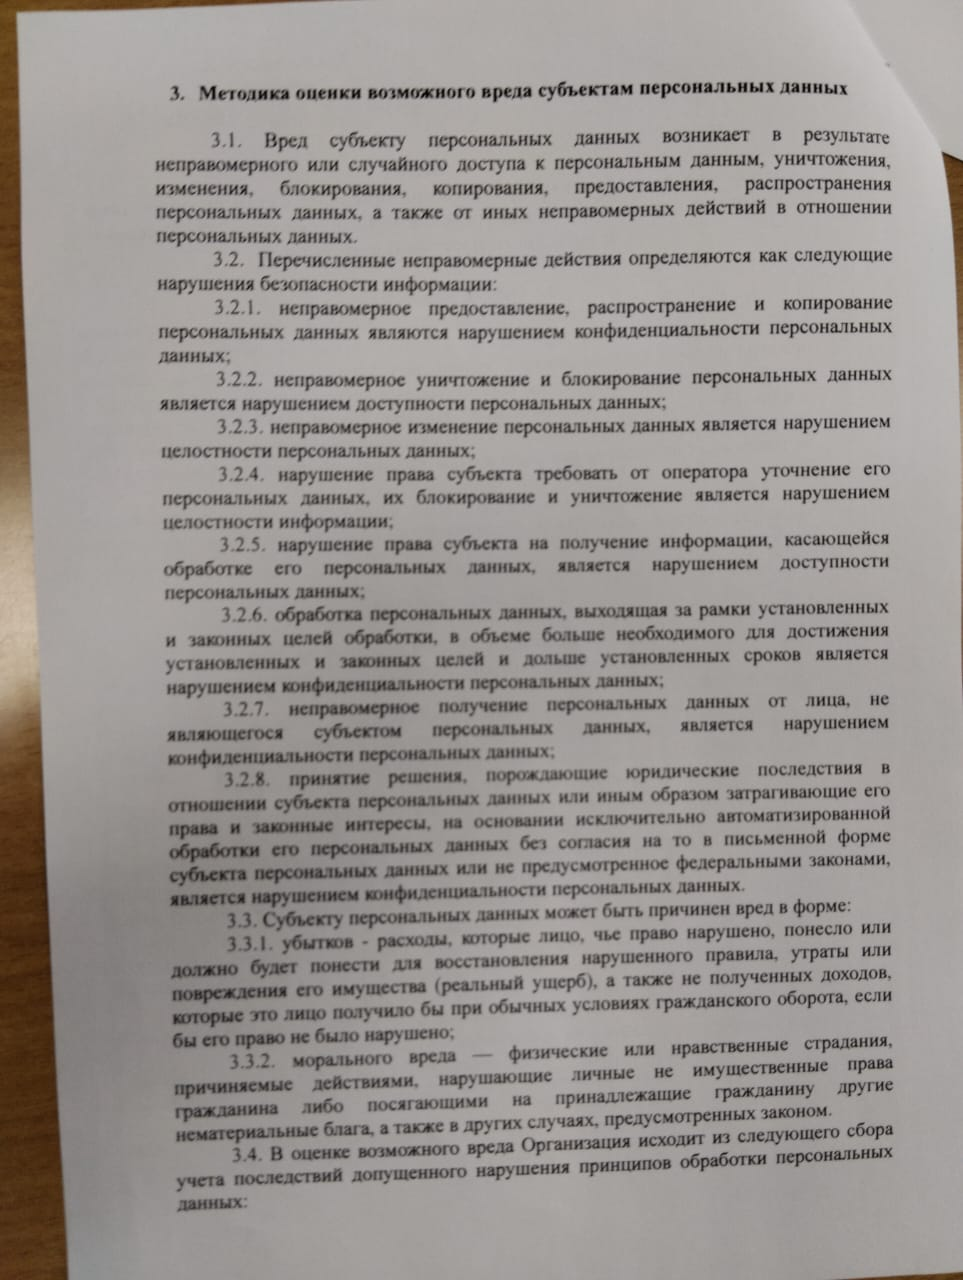 3. Методика оценки возможного вреда субъектам персональных данных
3.1. Вред субъекту персональных данных возникает в результате
неправомерного или случайного доступа к персональным данным, уничтожения,
изменения, блокирования, копирования, предоставления, распространения
персональных данных, а также от иных неправомерных действий в отношении
персональных данных.
3.2. Перечисленные неправомерные действия определяются как следующие
нарушения безопасности информации:
3.2.1. неправомерное предоставление, распространение и копирование
персональных данных являются нарушением конфиденциальности персональных
данных;
3.2.2. неправомерное уничтожение и блокирование персональных данных
является нарушением доступности персональных данных;
3.2.3. неправомерное изменение персональных данных является нарушением
целостности персональных данных;
3.2.4. нарушение права субъекта требовать от оператора уточнение его
персональных данных, их блокирование и уничтожение является нарушением
целостности информации;
3.2.5. нарушение права субъекта на получение информации, касающейся
обработке его персональных данных, является нарушением доступности
персональных данных;
3.2.6. обработка персональных данных, выходящая за рамки установленных
и законных целей обработки, в объеме больше необходимого для достижения
установленных и законных целей и дольше установленных сроков является
нарушением конфиденциальности персональных данных;
3.2.7. неправомерное получение персональных данных от лица, не
являющегося субъектом персональных данных, является нарушением
конфиденциальности персональных данных;
3.2.8. принятие решения, порождающие юридические последствия в
отношении субъекта персональных данных или иным образом затрагивающие его
права и законные интересы, на основании исключительно автоматизированной
обработки его персональных данных без согласия на то в письменной форме
субъекта персональных данных или не предусмотренное федеральными законами,
является нарушением конфиденциальности персональных данных.
3.3. Субъекту персональных данных может быть причинен вред в форме:
3.3.1. убытков - расходы, которые лицо, чье право нарушено, понесло или
должно будет понести для восстановления нарушенного правила, утраты или
повреждения его имущества (реальный ущерб), а также не полученных доходов,
которые это лицо получило бы при обычных условиях гражданского оборота, если
бы его право не было нарушено;
3.3.2. морального вреда — физические или нравственные страдания,
причиняемые действиями, нарушающие личные не имущественные права
гражданина либо посягающими на принадлежащие гражданину другие
нематериальные блага, а также в других случаях, предусмотренных законом.
3.4. В оценке возможного вреда Организация исходит из следующего сбора
учета последствий допущенного нарушения принципов обработки персональных
данных: